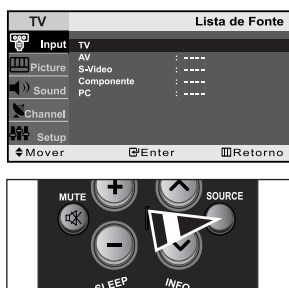 TV Lista de Fonte
Input
Picture
Sound
Channel
Setup
TV
AV : ----
S-Video : ----
Componente : ----
PC : ----
Mover Enter Retorno
MUTE SOURCE
SLEEP INFO